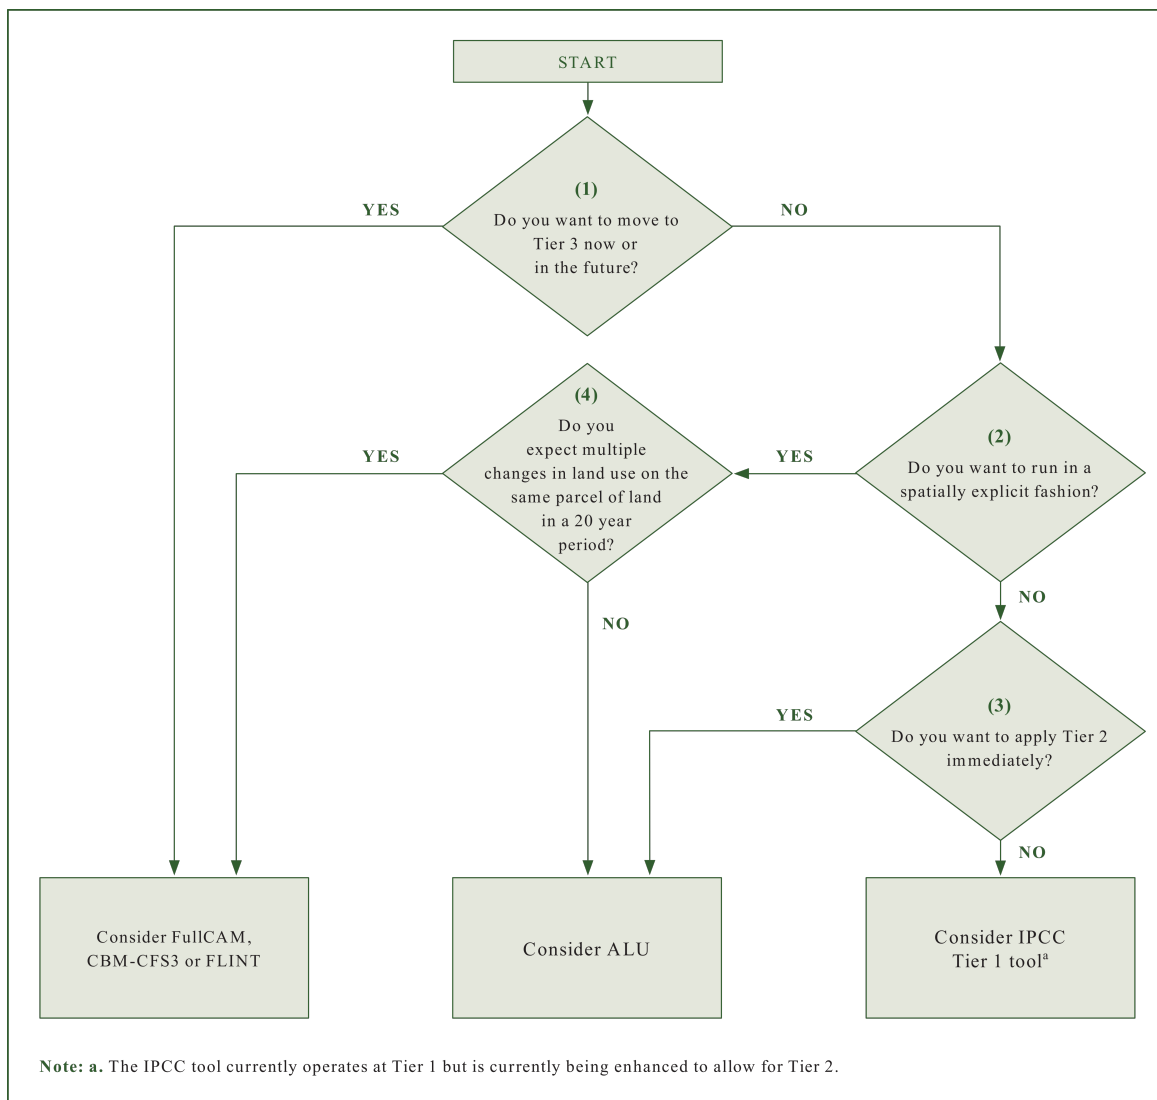 START
(1)
Do you want to move to
Tier 3 now or
in the future?
YES
NO
(4)
Do you
expect multiple
changes in land use on the
same parcel of land
in a 20 year
period?
YES
NO
(2)
Do you want to run in a
spatially explicit fashion?
YES
NO
(3)
Do you want to apply Tier 2
immediately?
YES
NO
Consider FullCAM,
CBM-CFS3 or FLINT
Consider ALU
Consider IPCC
Tier 1 toolª
Note: a. The IPCC tool currently operates at Tier 1 but is currently being enhanced to allow for Tier 2.